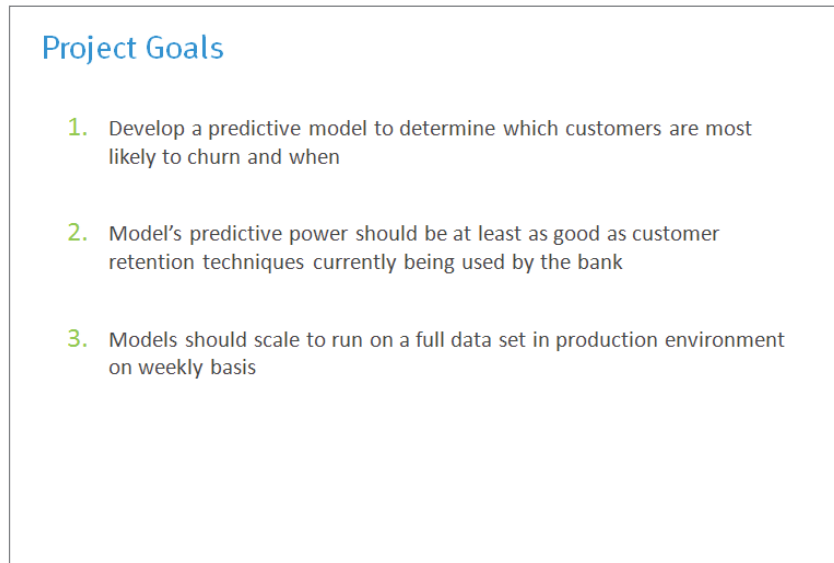 Project Goals
1. Develop a predictive model to determine which customers are most
likely to churn and when
2. Model’s predictive power should be at least as good as customer
retention techniques currently being used by the bank
3. Models should scale to run on a full data set in production environment
on weekly basis